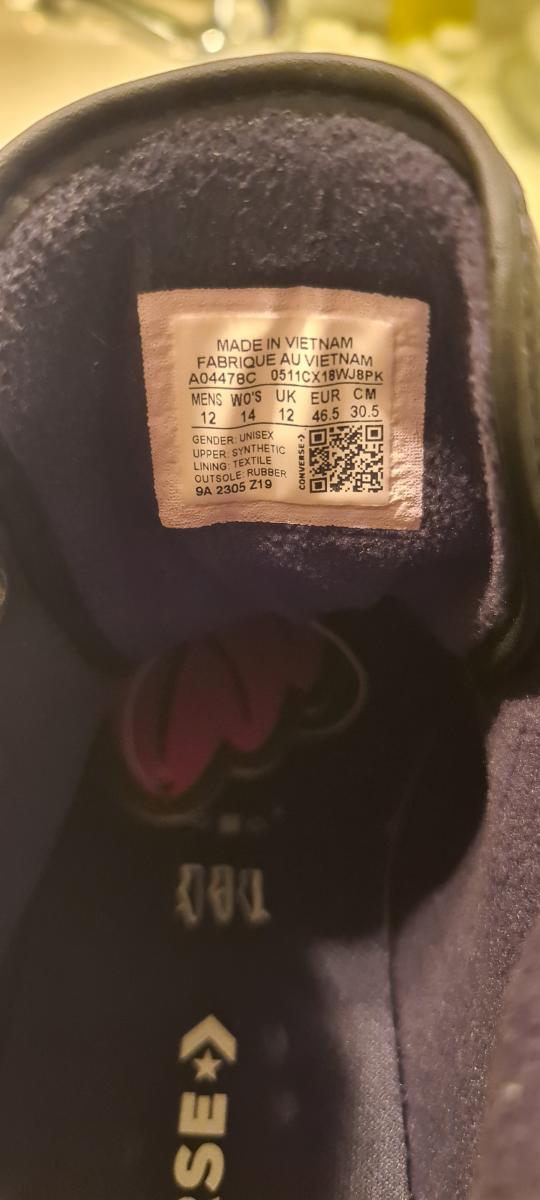 MADE IN VIETNAM
FABRIQUE AU VIETNAM
A04478C 0511CX18WJ8PK
MENS WO'S UK EUR CM
12 14 12 46.5 30.5
GENDER: UNISEX
UPPER: SYNTHETIC
LINING: TEXTILE
OUTSOLE: RUBBER
9A 2305 Z19
CONVERSE
RSE